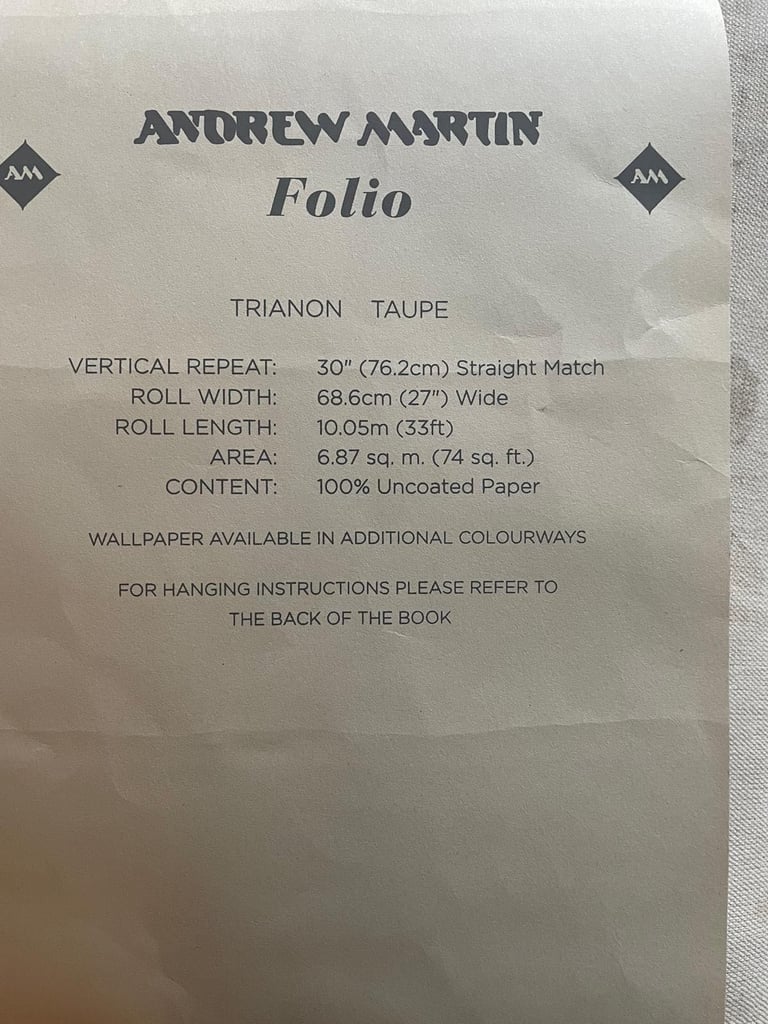 ANDREW MARTIN
AM
AM
Folio
TRIANON TAUPE
VERTICAL REPEAT: 30" (76.2cm) Straight Match
ROLL WIDTH: 68.6cm (27") Wide
ROLL LENGTH: 10.05m (33ft)
AREA: 6.87 sq. m. (74 sq. ft.)
CONTENT: 100% Uncoated Paper
WALLPAPER AVAILABLE IN ADDITIONAL COLOURWAYS
FOR HANGING INSTRUCTIONS PLEASE REFER TO
THE BACK OF THE BOOK